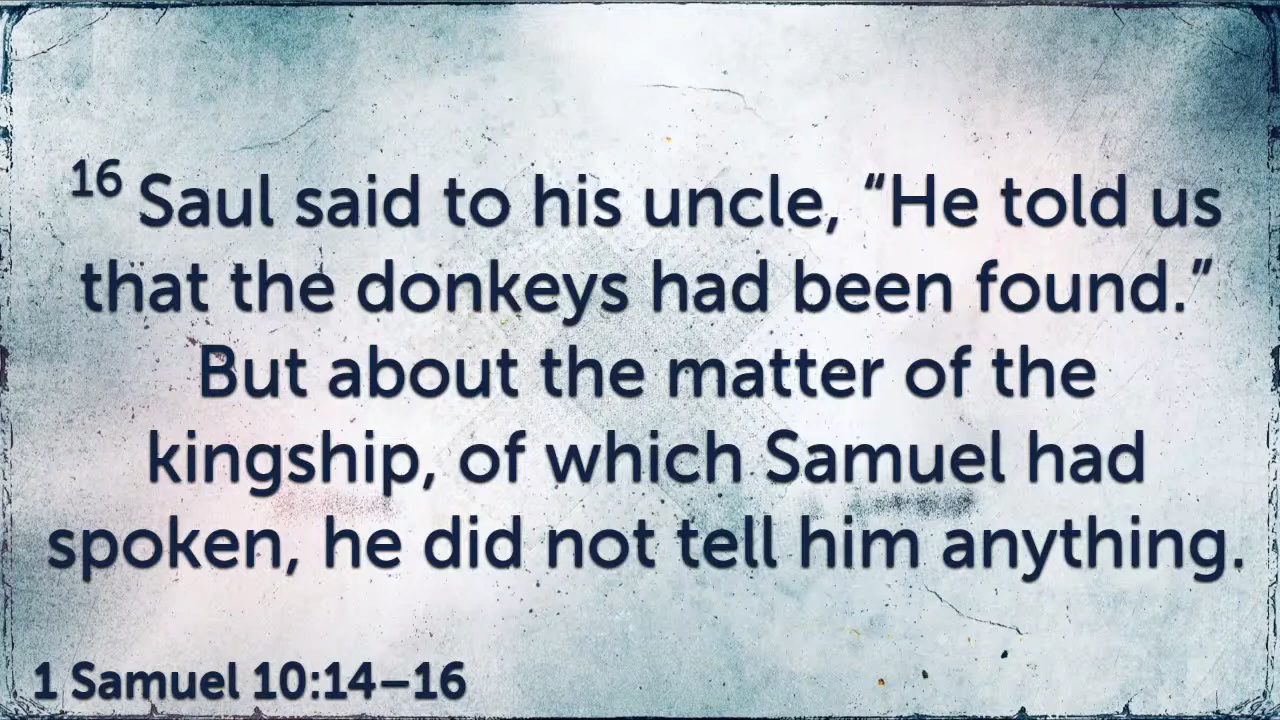 16 Saul said to his uncle, “He told us
that the donkeys had been found.”
But about the matter of the
kingship, of which Samuel had
spoken, he did not tell him anything.
1 Samuel 10:14–16